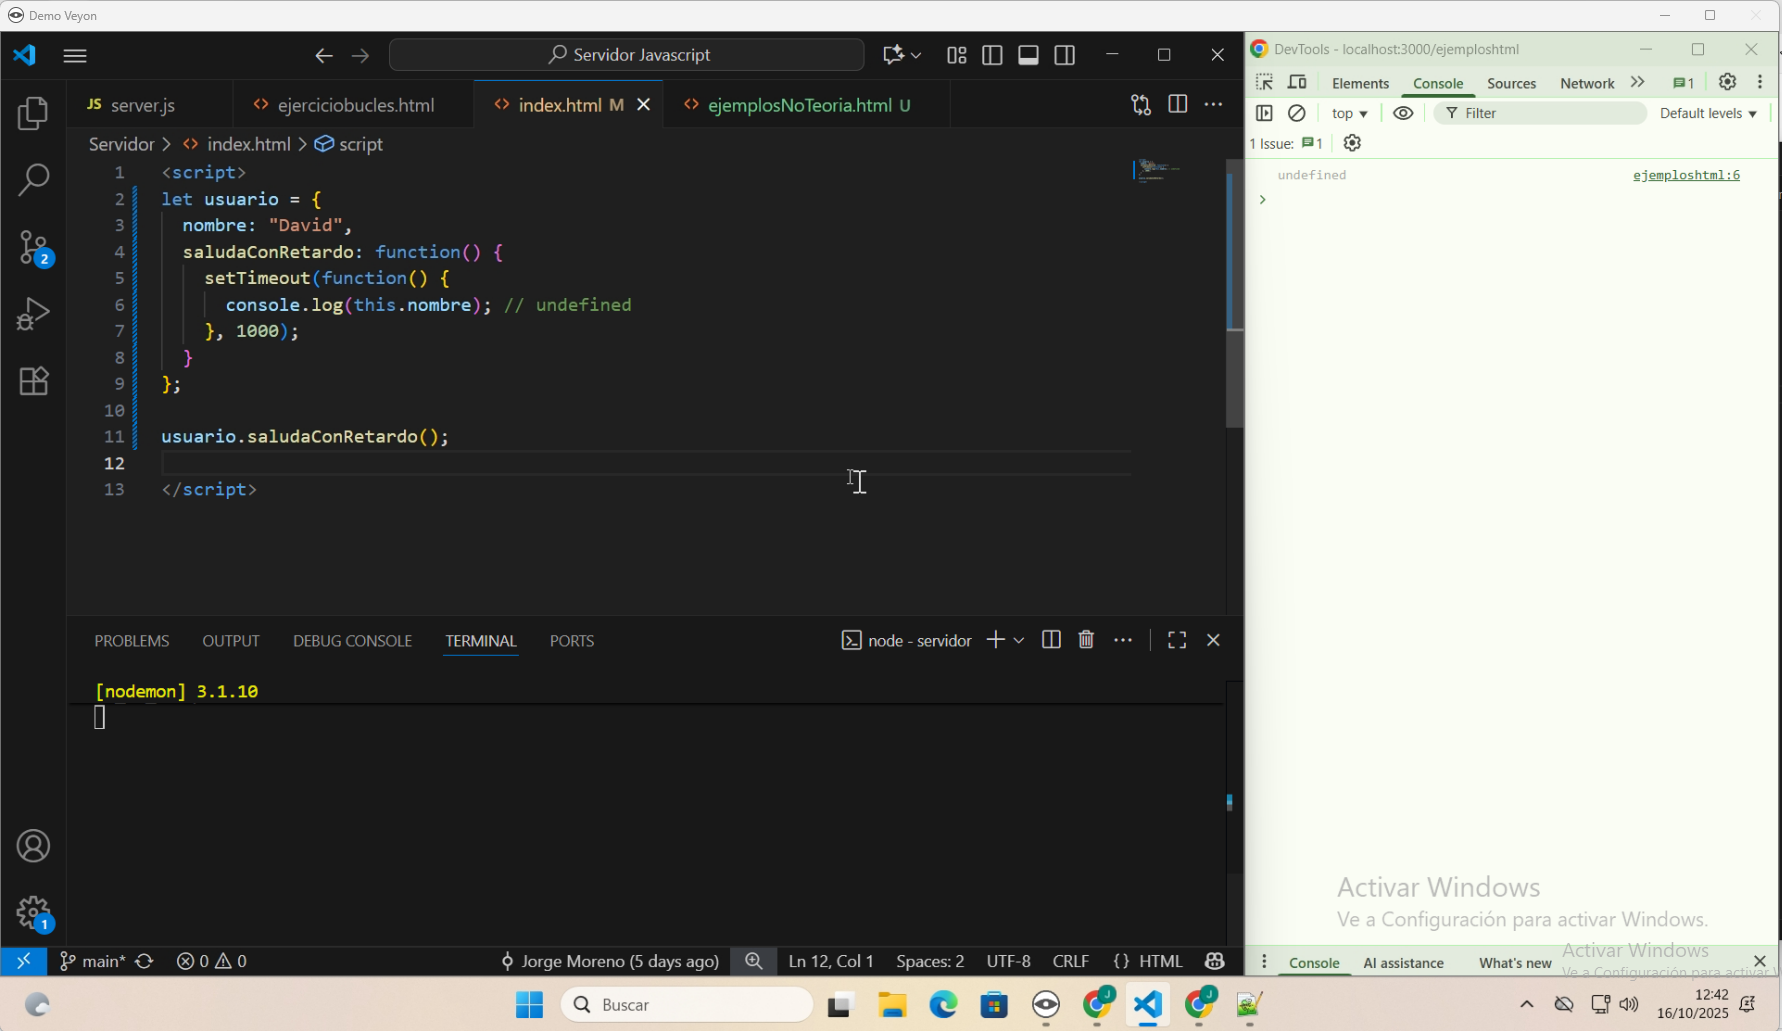 Demo Veyon
Servidor Javascript
JS server.js
ejerciciobucles.html
index.html M
ejemplosNoTeoria.html U
Servidor > index.html > script
1 <script>
2 let usuario = {
3 nombre: "David",
4 saludaConRetardo: function() {
5 setTimeout(function() {
6 console.log(this.nombre); // undefined
7 }, 1000);
8 }
9 };
10
11 usuario.saludaConRetardo();
12
13 </script>
2
PROBLEMS OUTPUT DEBUG CONSOLE TERMINAL PORTS
node - servidor
[nodemon] 3.1.10
1
main* 0 0 Jorge Moreno (5 days ago) Ln 12, Col 1 Spaces: 2 UTF-8 CRLF {} HTML
DevTools - localhost:3000/ejemploshtml
Elements Console Sources Network 1
top Filter Default levels
1 Issue: 1
undefined ejemploshtml:6
>
Activar Windows
Ve a Configuración para activar Windows.
Activar Windows
Ve a Configuración para activar W
Console AI assistance What's new
Buscar
J
J
12:42
16/10/2025